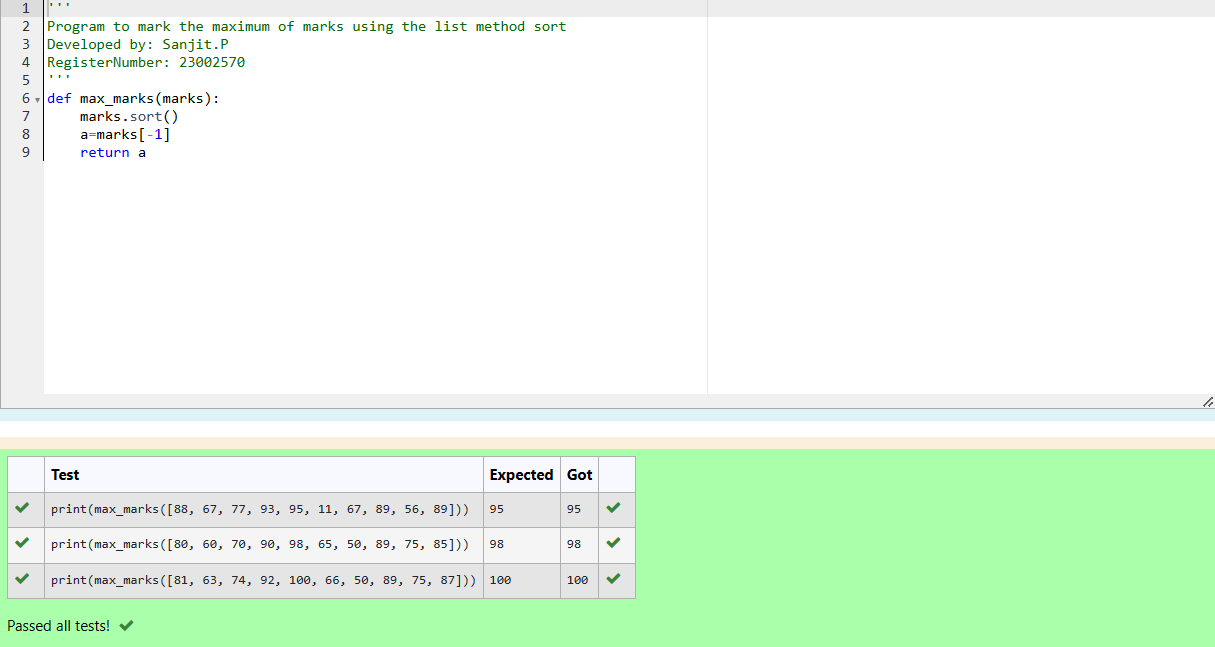 1 '''
2 Program to mark the maximum of marks using the list method sort
3 Developed by: Sanjit.P
4 RegisterNumber: 23002570
5 '''
6 def max_marks(marks):
7     marks.sort()
8     a=marks[-1]
9     return a
Test Expected Got
print(max_marks([88, 67, 77, 93, 95, 11, 67, 89, 56, 89])) 95 95
print(max_marks([80, 60, 70, 90, 98, 65, 50, 89, 75, 85])) 98 98
print(max_marks([81, 63, 74, 92, 100, 66, 50, 89, 75, 87])) 100 100
Passed all tests!